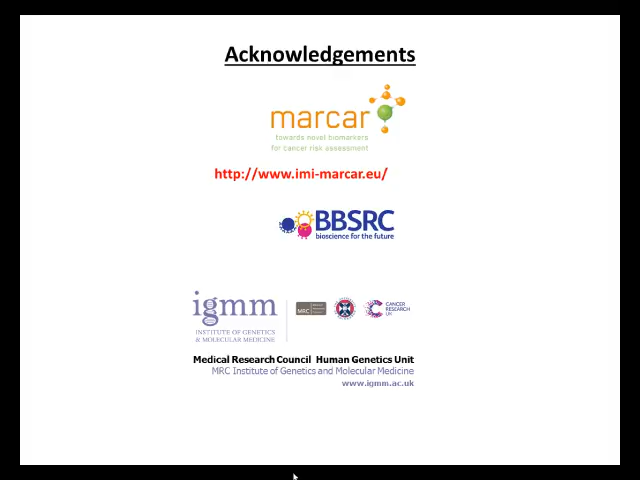 Acknowledgements
marcar
towards novel biomarkers
for cancer risk assessment
http://www.imi-marcar.eu/
BBSRC
bioscience for the future
igmm
INSTITUTE OF GENETICS
& MOLECULAR MEDICINE
MRC
CANCER
RESEARCH
UK
Medical Research Council Human Genetics Unit
MRC Institute of Genetics and Molecular Medicine
www.igmm.ac.uk